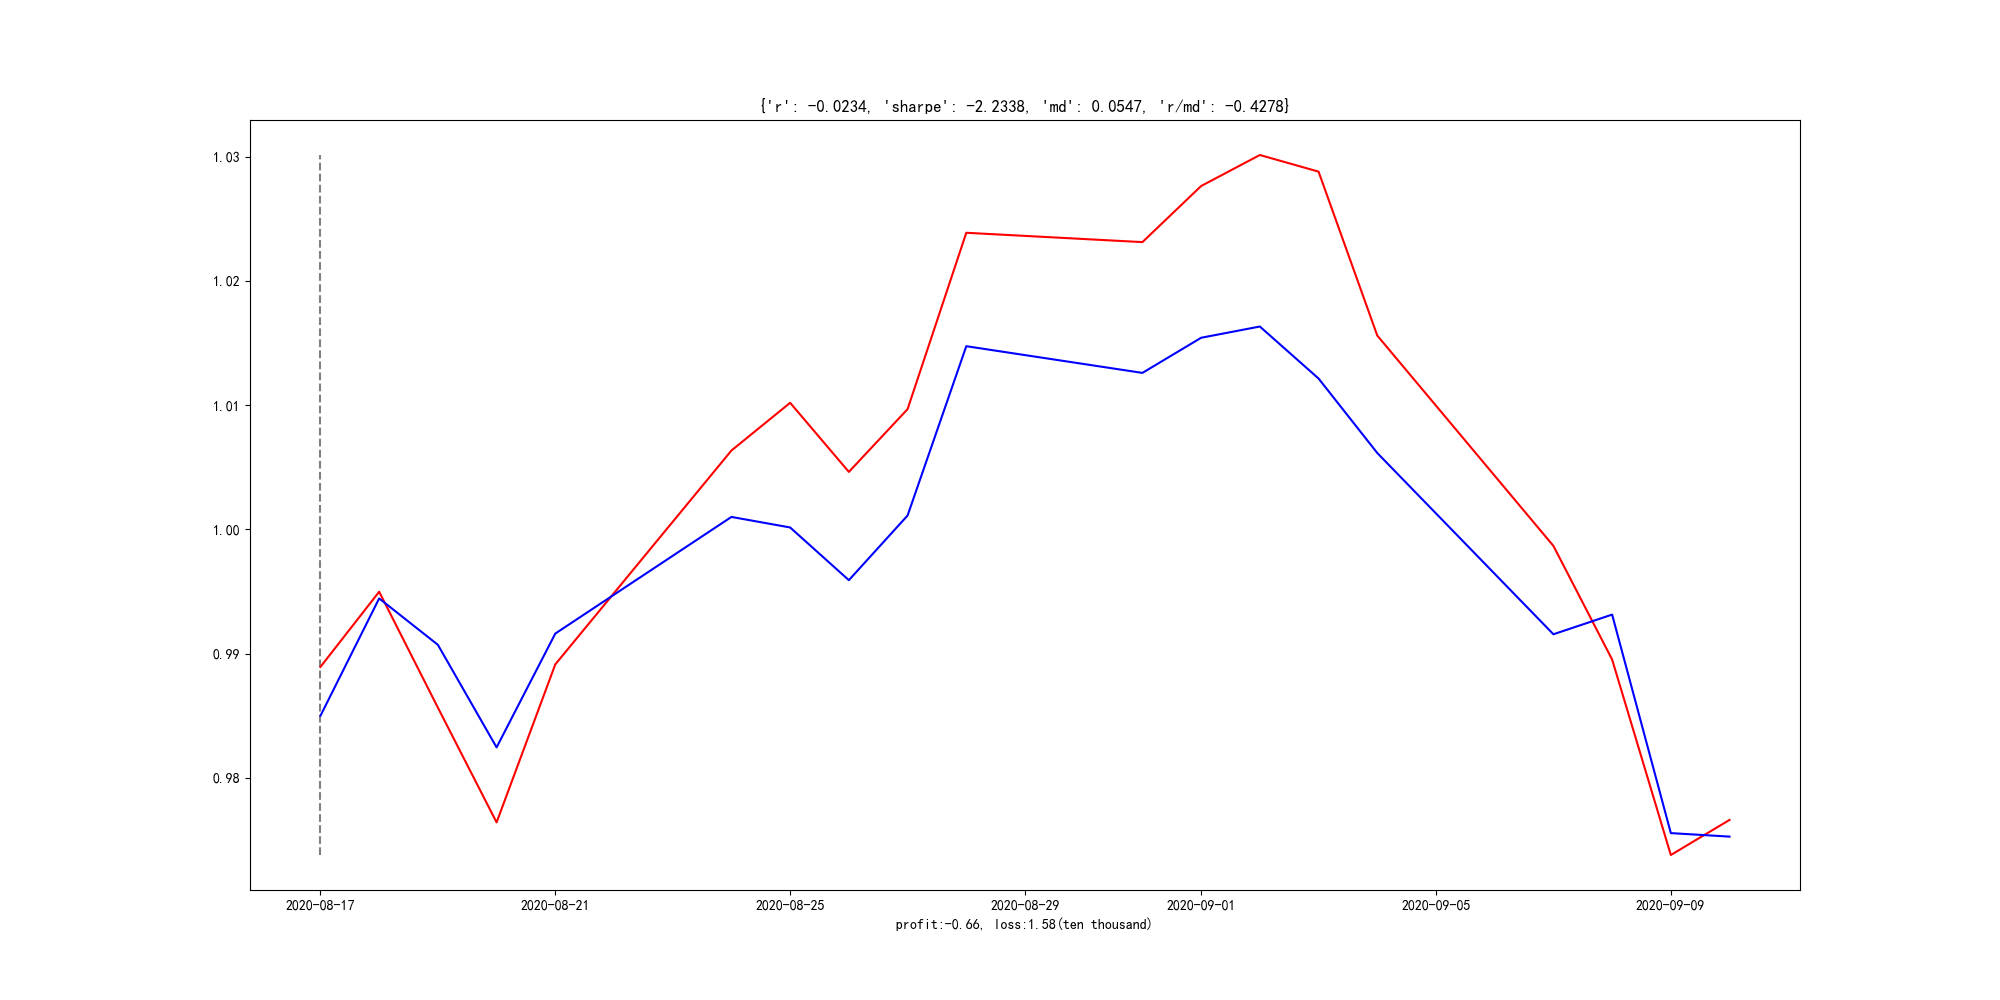 {'r': -0.0234, 'sharpe': -2.2338, 'md': 0.0547, 'r/md': -0.4278}
1.03
1.02
1.01
1.00
0.99
0.98
2020-08-17 2020-08-21 2020-08-25 2020-08-29 2020-09-01 2020-09-05 2020-09-09
profit:-0.66, loss:1.58(ten thousand)